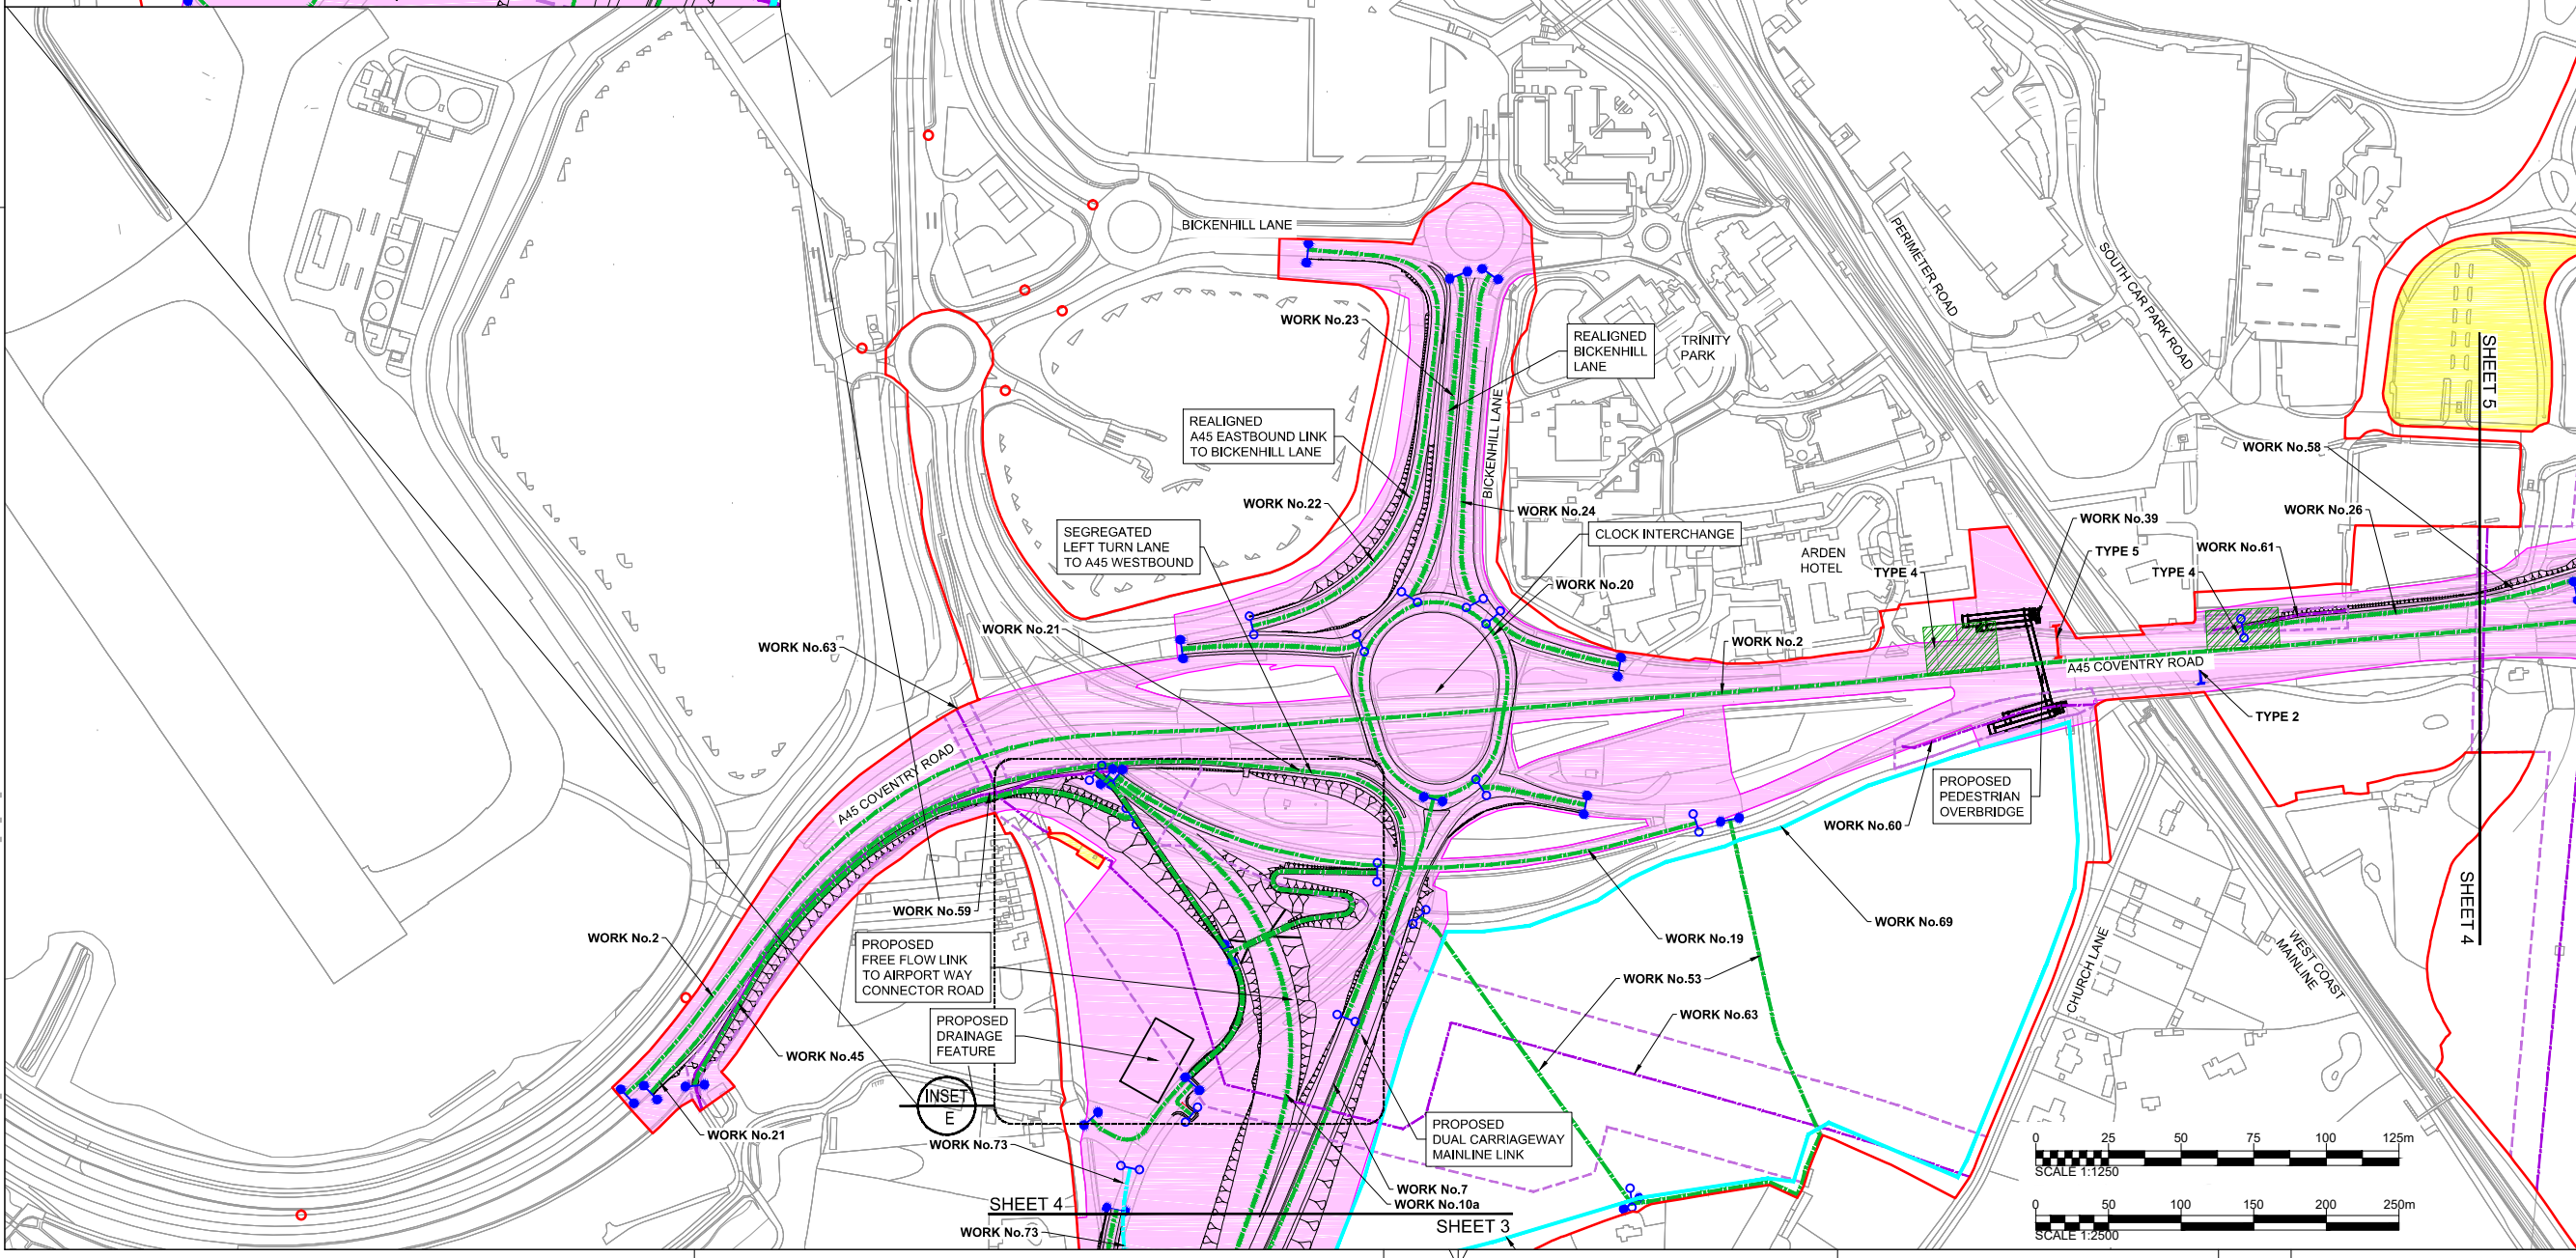 BICKENHILL LANE
PERIMETER ROAD
SOUTH CAR PARK ROAD
WORK No.23
REALIGNED
BICKENHILL
LANE
TRINITY
PARK
SHEET 5
REALIGNED
A45 EASTBOUND LINK
TO BICKENHILL LANE
BICKENHILL LANE
WORK No.58
WORK No.22
WORK No.24
WORK No.26
WORK No.39
SEGREGATED
LEFT TURN LANE
TO A45 WESTBOUND
CLOCK INTERCHANGE
ARDEN
HOTEL
TYPE 5
WORK No.61
TYPE 4
TYPE 4
WORK No.20
WORK No.21
WORK No.63
WORK No.2
A45 COVENTRY ROAD
TYPE 2
A45 COVENTRY ROAD
PROPOSED
PEDESTRIAN
OVERBRIDGE
WORK No.60
SHEET 4
WORK No.59
WORK No.69
WORK No.2
WORK No.19
PROPOSED
FREE FLOW LINK
TO AIRPORT WAY
CONNECTOR ROAD
WORK No.53
CHURCH LANE
WEST COAST
MAINLINE
PROPOSED
DRAINAGE
FEATURE
WORK No.63
WORK No.45
INSET
E
WORK No.21
WORK No.73
PROPOSED
DUAL CARRIAGEWAY
MAINLINE LINK
0 25 50 75 100 125m
SCALE 1:1250
WORK No.7
WORK No.10a
SHEET 4
SHEET 3
WORK No.73
0 50 100 150 200 250m
SCALE 1:2500